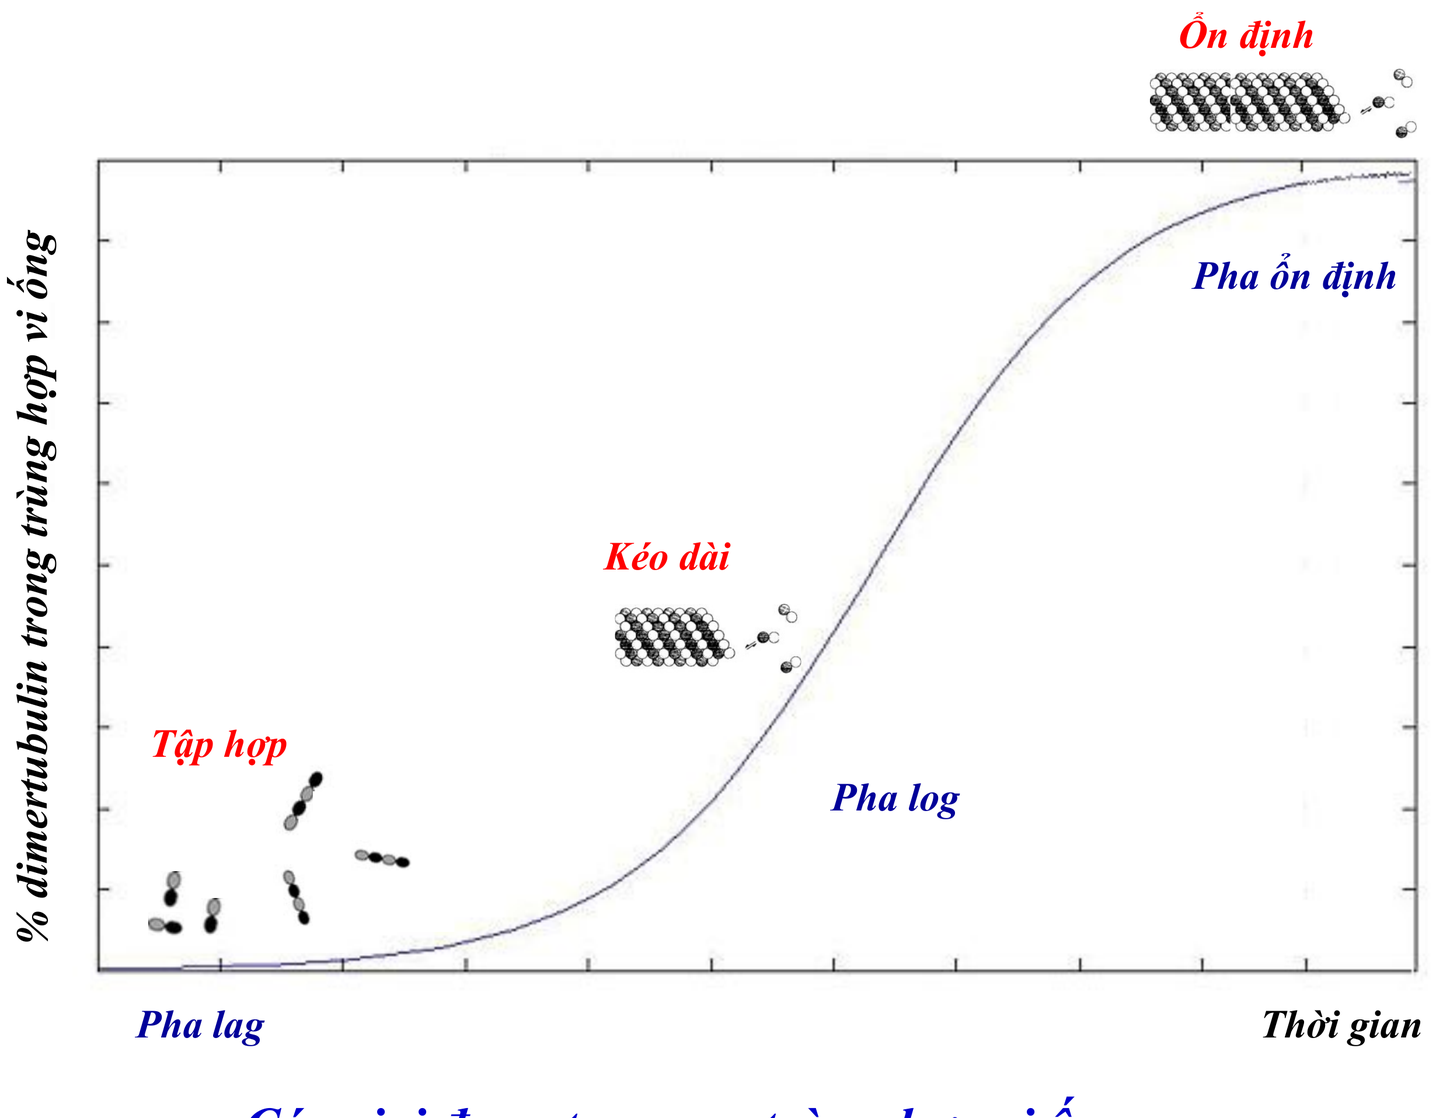 Ổn định
% dimertubulin trong trùng hợp vi ống
Pha ổn định
Kéo dài
Tập hợp
Pha log
Pha lag
Thời gian